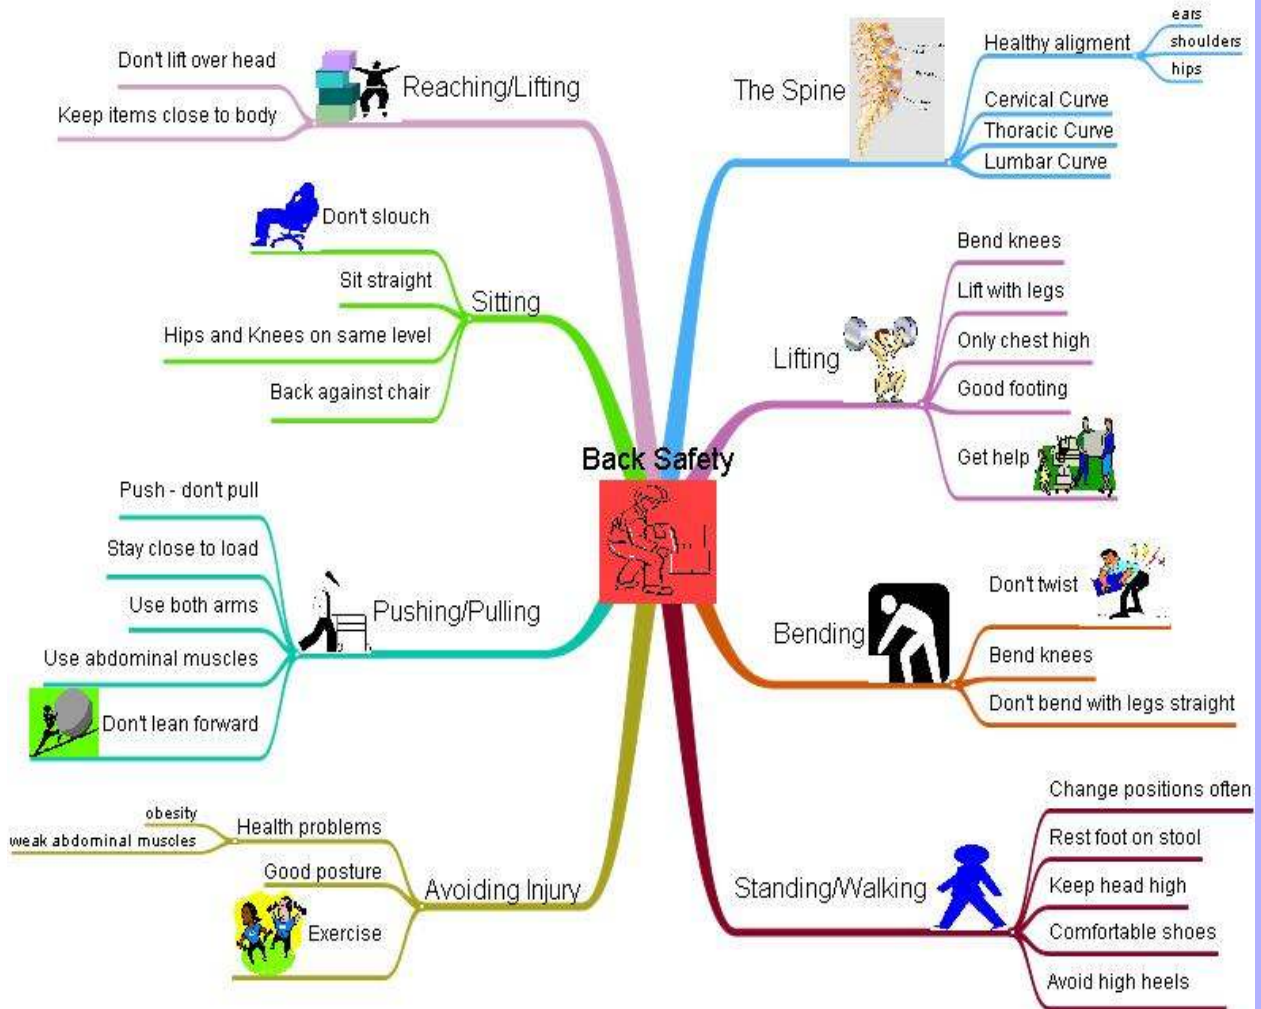 Back Safety
The Spine
Healthy aligment
ears
shoulders
hips
Cervical Curve
Thoracic Curve
Lumbar Curve
Lifting
Bend knees
Lift with legs
Only chest high
Good footing
Get help
Bending
Don't twist
Bend knees
Don't bend with legs straight
Standing/Walking
Change positions often
Rest foot on stool
Keep head high
Comfortable shoes
Avoid high heels
Avoiding Injury
Health problems
obesity
weak abdominal muscles
Good posture
Exercise
Pushing/Pulling
Push - don't pull
Stay close to load
Use both arms
Use abdominal muscles
Don't lean forward
Sitting
Don't slouch
Sit straight
Hips and Knees on same level
Back against chair
Reaching/Lifting
Don't lift over head
Keep items close to body